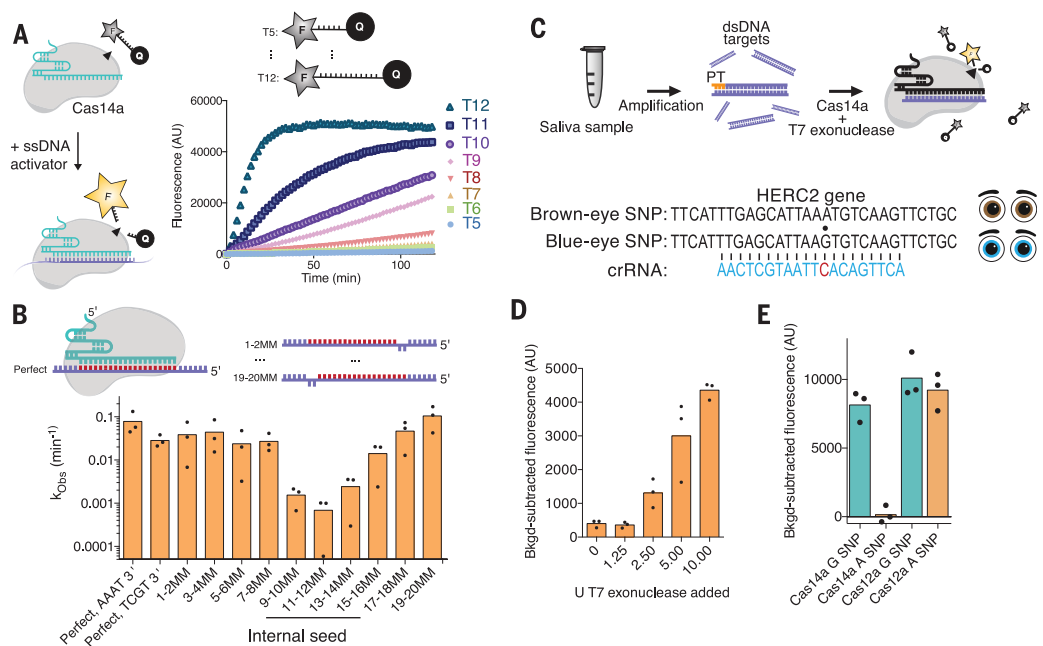 A
F
Q
Cas14a
+ ssDNA
activator
F
Q
T5: F Q
T12: F Q
Fluorescence (AU)
60000
40000
20000
0
0 50 100
Time (min)
T12
T11
T10
T9
T8
T7
T6
T5
B
5'
Perfect
5'
1-2MM 5'
... ...
19-20MM 5'
kObs (min⁻¹)
0.1
0.01
0.001
0.0001
Perfect, AAAT 3'
Perfect, TCGT 3'
1-2MM
3-4MM
5-6MM
7-8MM
9-10MM
11-12MM
13-14MM
15-16MM
17-18MM
19-20MM
Internal seed
C
Saliva sample
Amplification
dsDNA
targets
PT
Cas14a
+
T7 exonuclease
HERC2 gene
Brown-eye SNP: TTCATTTGAGCATTAAATGTCAAGTTCTGC
Blue-eye SNP: TTCATTTGAGCATTAAGTGTCAAGTTCTGC
crRNA: AACTCGTAATTCACAGTTCA
D
Bkgd-subtracted fluorescence (AU)
5000
4000
3000
2000
1000
0
0
1.25
2.50
5.00
10.00
U T7 exonuclease added
E
Bkgd-subtracted fluorescence (AU)
10000
5000
0
Cas14a G SNP
Cas14a A SNP
Cas12a G SNP
Cas12a A SNP